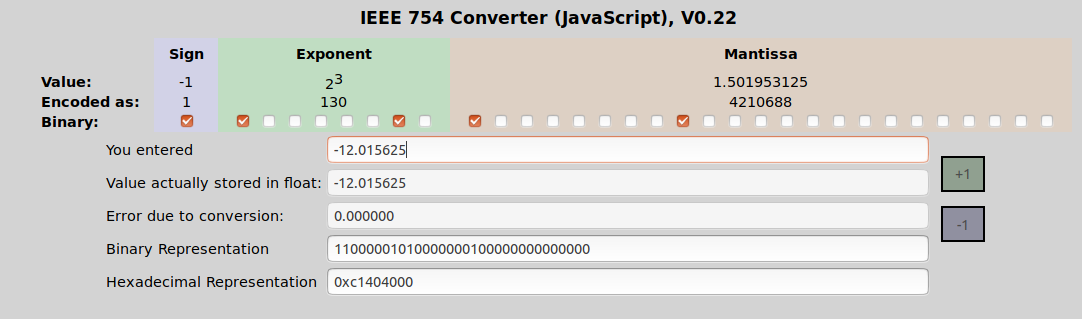 IEEE 754 Converter (JavaScript), V0.22
Sign Exponent Mantissa
Value: -1 2^3 1.501953125
Encoded as: 1 130 4210688
Binary:
You entered -12.015625
Value actually stored in float: -12.015625 +1
Error due to conversion: 0.000000 -1
Binary Representation 11000001010000000100000000000000
Hexadecimal Representation 0xc1404000